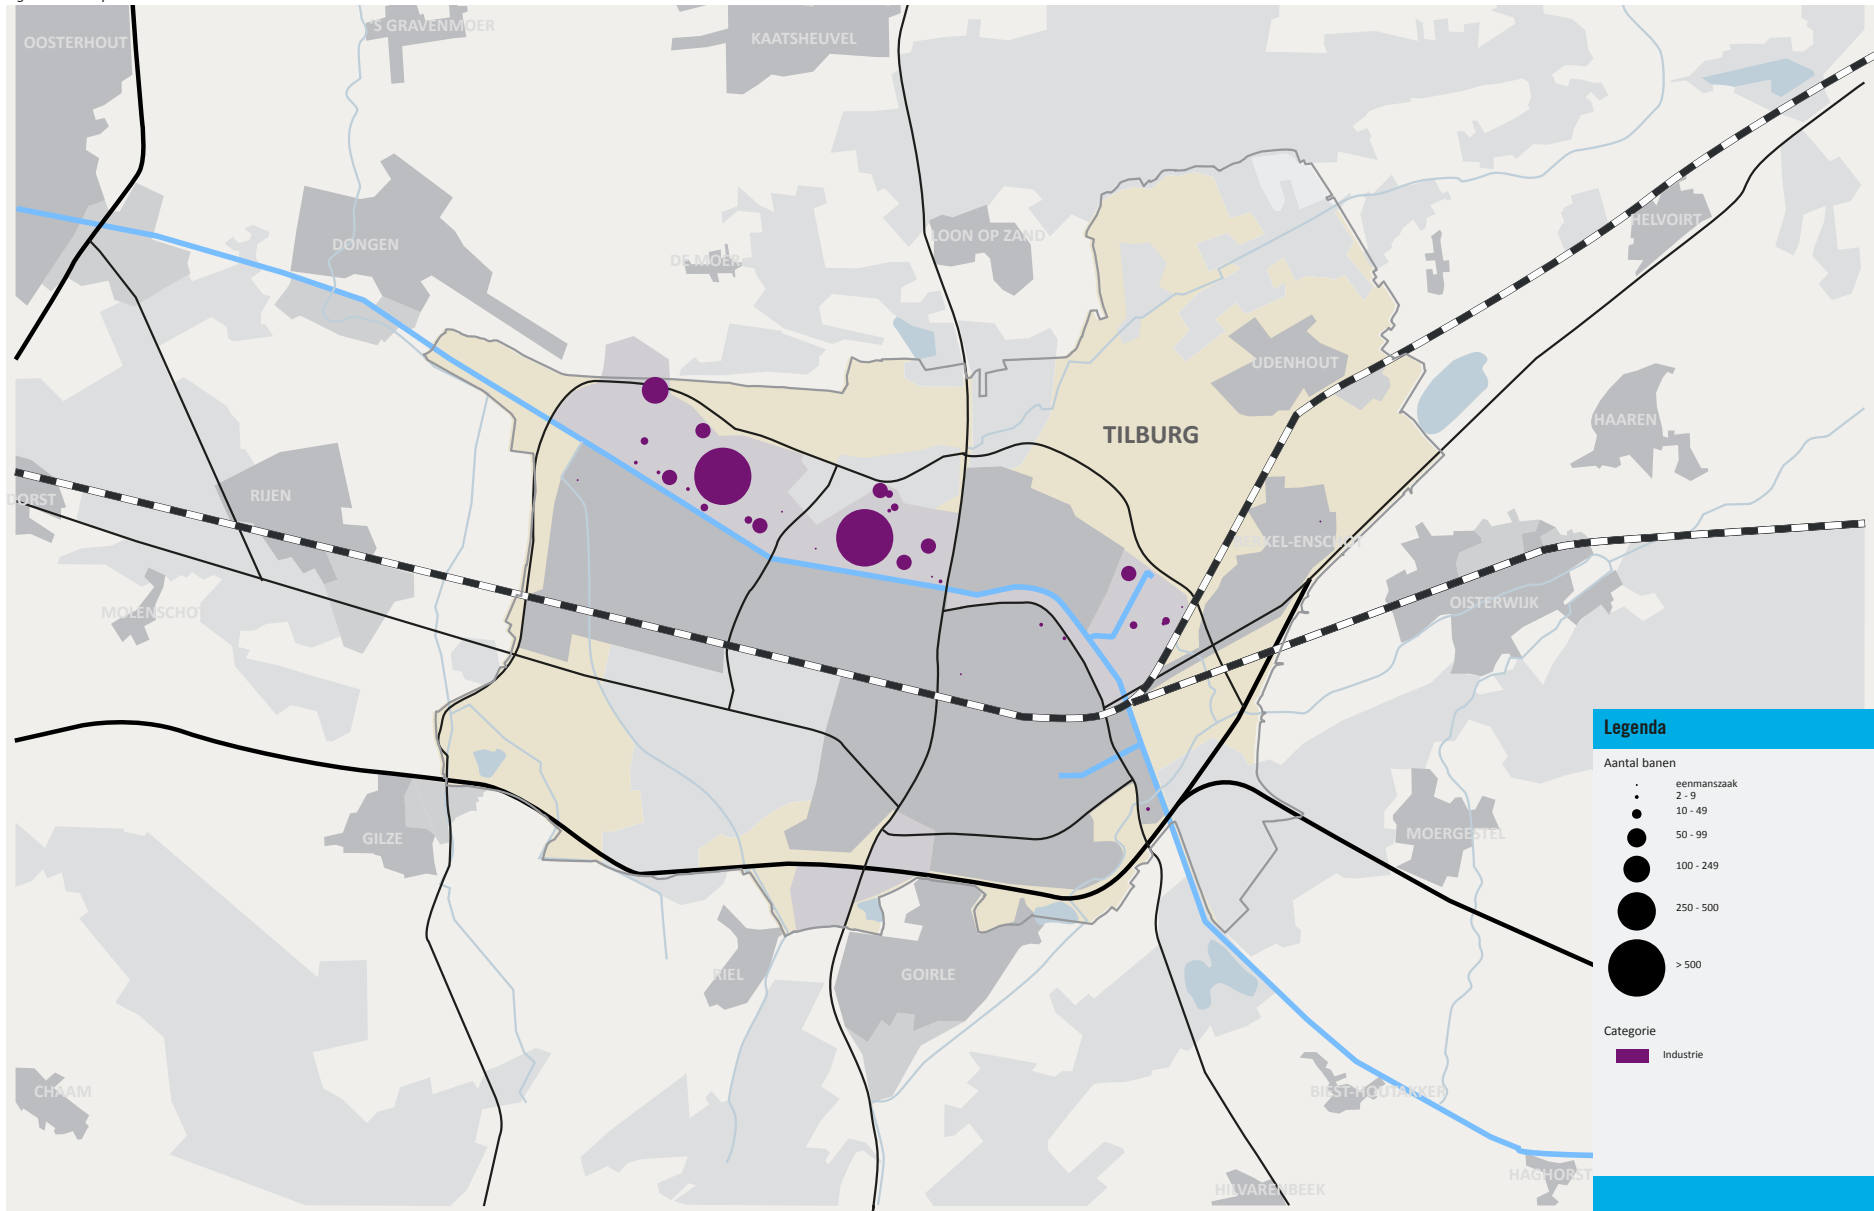 OOSTERHOUT
'S GRAVENMOER
KAATSHEUVEL
DONGEN
DE MOER
LOON OP ZAND
HELVOIRT
UDENHOUT
HAAREN
TILBURG
DORST
RIJEN
BERKEL-ENSCHOT
OISTERWIJK
MOLENSCHOT
GILZE
MOERGESTEL
RIEL
GOIRLE
CHAAM
BIEST-HOUTAKKER
HILVARENBEEK
HAGHORST
Legenda
Aantal banen
eenmanszaak
2 - 9
10 - 49
50 - 99
100 - 249
250 - 500
> 500
Categorie
Industrie